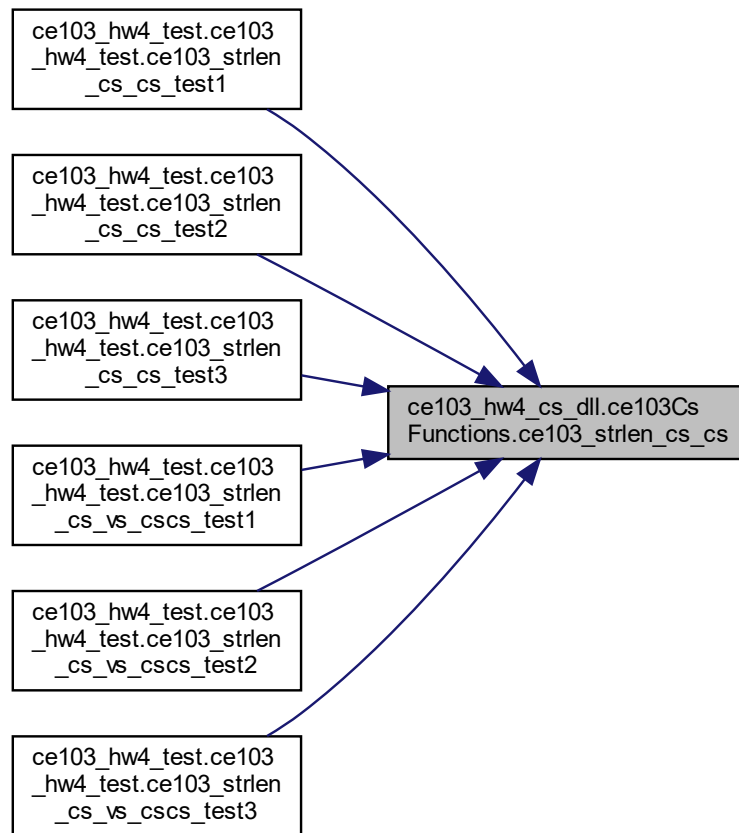 ce103_hw4_test.ce103
_hw4_test.ce103_strlen
_cs_cs_test1
ce103_hw4_test.ce103
_hw4_test.ce103_strlen
_cs_cs_test2
ce103_hw4_test.ce103
_hw4_test.ce103_strlen
_cs_cs_test3
ce103_hw4_cs_dll.ce103Cs
Functions.ce103_strlen_cs_cs
ce103_hw4_test.ce103
_hw4_test.ce103_strlen
_cs_vs_cscs_test1
ce103_hw4_test.ce103
_hw4_test.ce103_strlen
_cs_vs_cscs_test2
ce103_hw4_test.ce103
_hw4_test.ce103_strlen
_cs_vs_cscs_test3